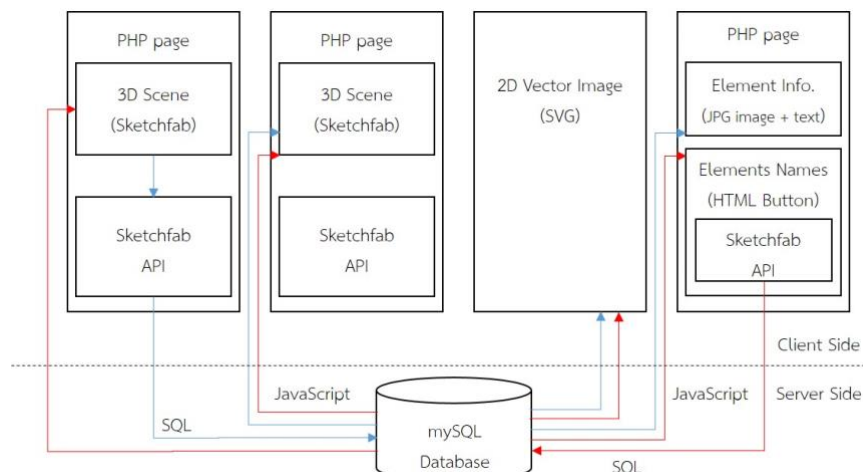 PHP page
3D Scene
(Sketchfab)
Sketchfab
API
PHP page
3D Scene
(Sketchfab)
Sketchfab
API
2D Vector Image
(SVG)
PHP page
Element Info.
(JPG image + text)
Elements Names
(HTML Button)
Sketchfab
API
Client Side
JavaScript
JavaScript
Server Side
SQL
mySQL
Database
SQL